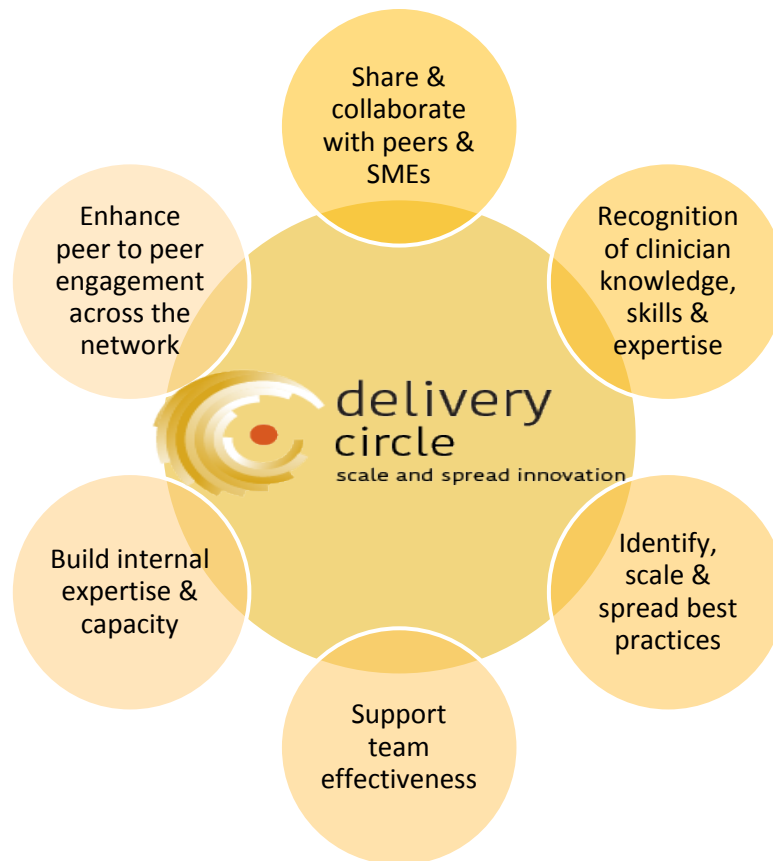 Share &
collaborate
with peers &
SMEs
Recognition
of clinician
knowledge,
skills &
expertise
Identify,
scale &
spread best
practices
Support
team
effectiveness
Build internal
expertise &
capacity
Enhance
peer to peer
engagement
across the
network
delivery
circle
scale and spread innovation